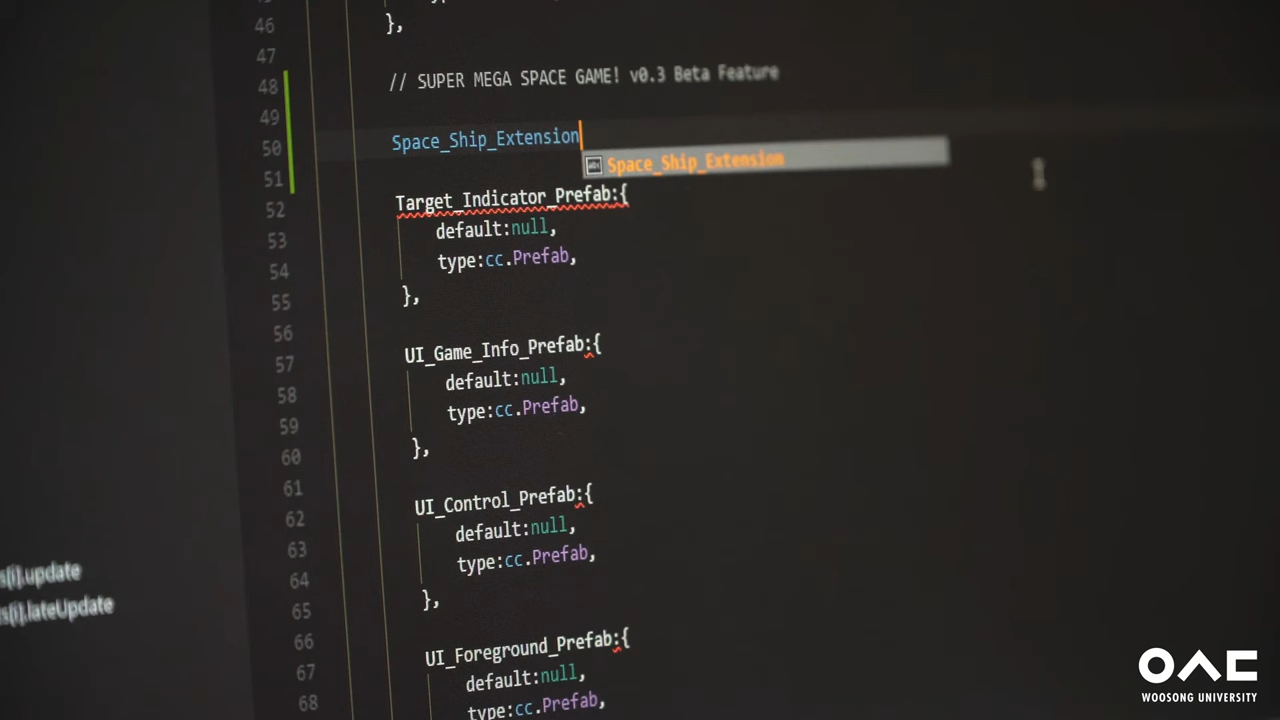 46 },
47
48 // SUPER MEGA SPACE GAME! v0.3 Beta Feature
49
50 Space_Ship_Extension
Space_Ship_Extension
51
52 Target_Indicator_Prefab:{
53 default:null,
54 type:cc.Prefab,
55 },
56
57 UI_Game_Info_Prefab:{
58 default:null,
59 type:cc.Prefab,
60 },
61
62 UI_Control_Prefab:{
63 default:null,
64 type:cc.Prefab,
65 },
66
67 UI_Foreground_Prefab:{
68 default:null,
type:cc.Prefab,
s[i].update
s[i].lateUpdate
WOOSONG UNIVERSITY